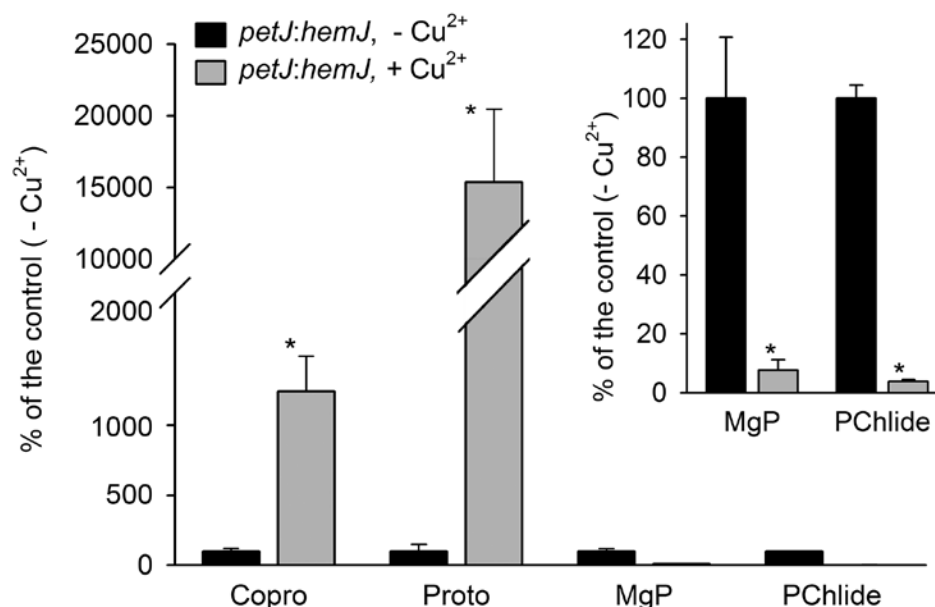 petJ:hemJ, - Cu²⁺
petJ:hemJ, + Cu²⁺
% of the control ( - Cu²⁺)
25000
20000
15000
10000
2000
1000
500
0
*
*
Copro
Proto
MgP
PChlide
% of the control (- Cu²⁺)
120
100
80
60
40
20
0
*
*
MgP
PChlide